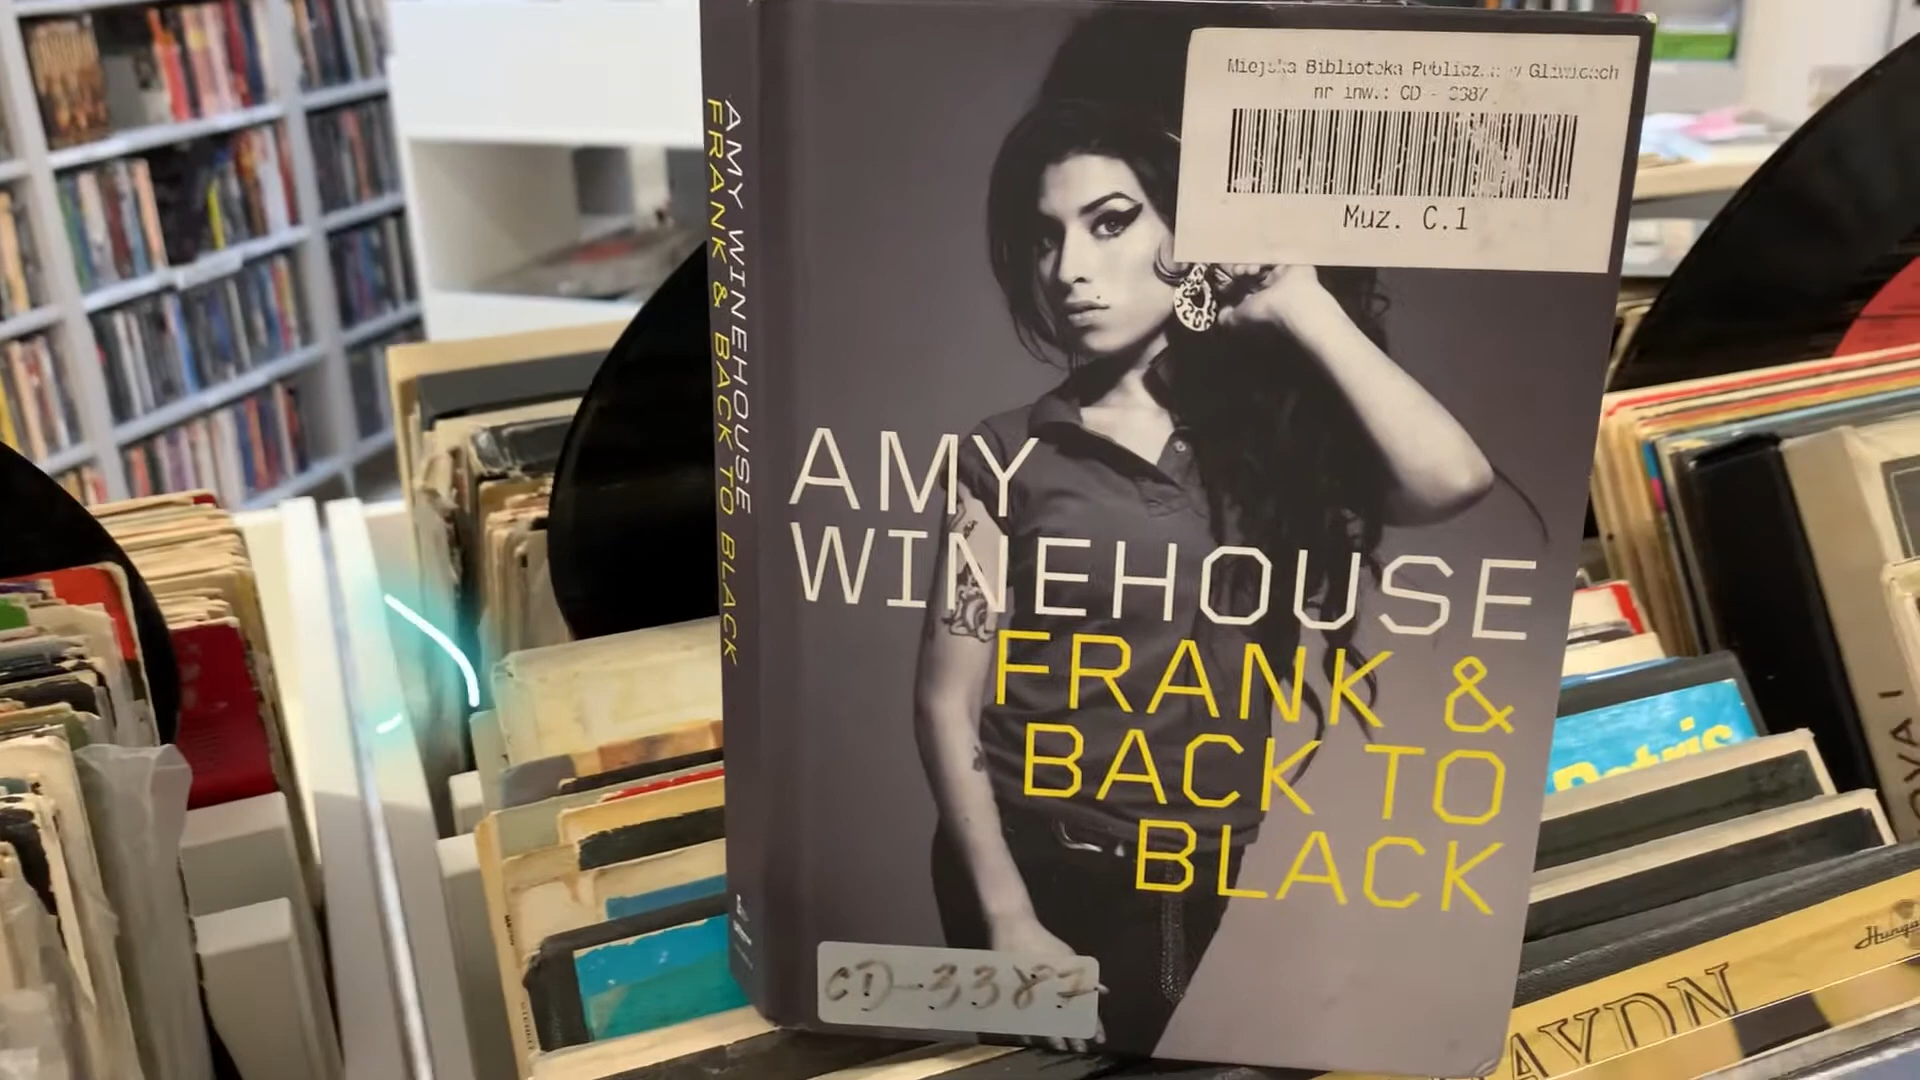 AMY WINEHOUSE
FRANK & BACK TO BLACK
Miejska Biblioteka Publicz w Gliwicach
nr inw.: CD - 3387
Muz. C.1
AMY
WINEHOUSE
FRANK &
BACK TO
BLACK
CD-3387